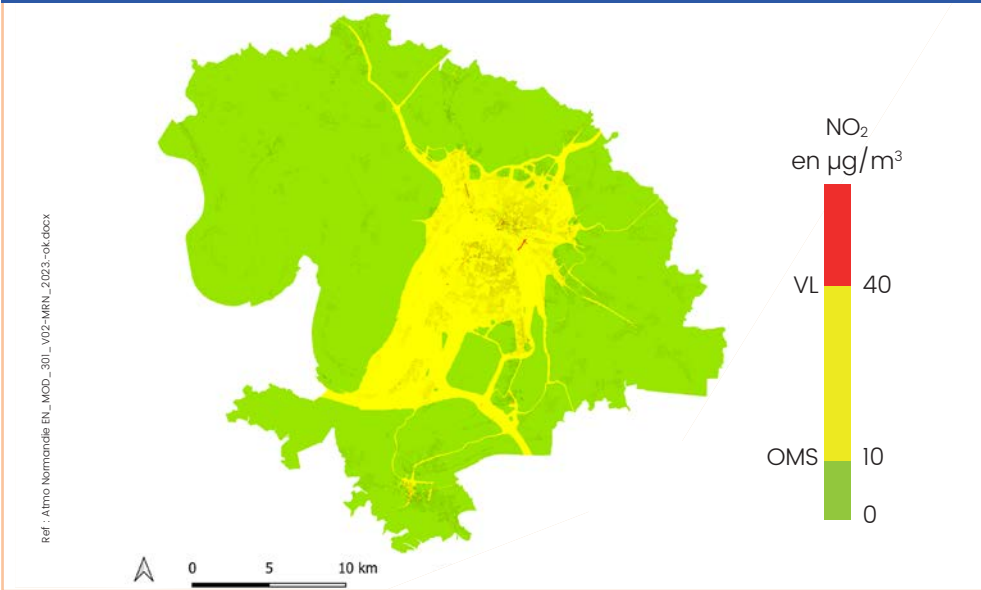 NO₂
en µg/m³
VL 40
OMS 10
0
Ref : Atmo Normandie EN_MOD_301_V02-MRN_2023.-ok.docx
0 5 10 km